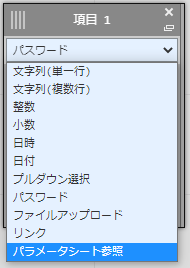 項目 1
パスワード
文字列(単一行)
文字列(複数行)
整数
小数
日時
日付
プルダウン選択
パスワード
ファイルアップロード
リンク
パラメータシート参照